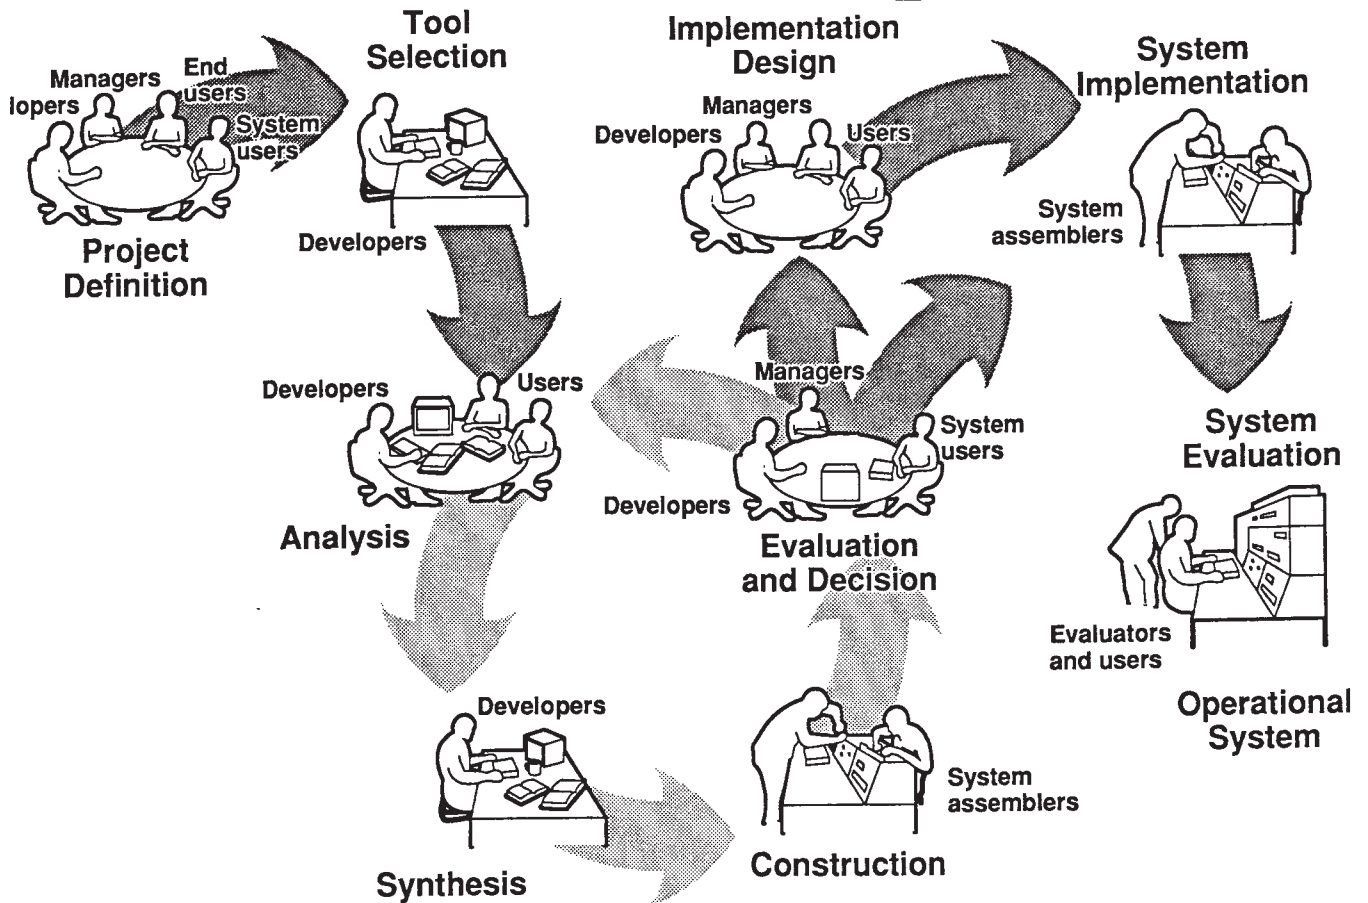 Tool
Selection
Implementation
Design
System
Implementation
End
users
Managers
lopers
System
users
Managers
Developers
Users
System
assemblers
Developers
Project
Definition
Managers
Developers
Users
System
users
System
Evaluation
Developers
Analysis
Evaluation
and Decision
Evaluators
and users
Developers
Operational
System
System
assemblers
Construction
Synthesis